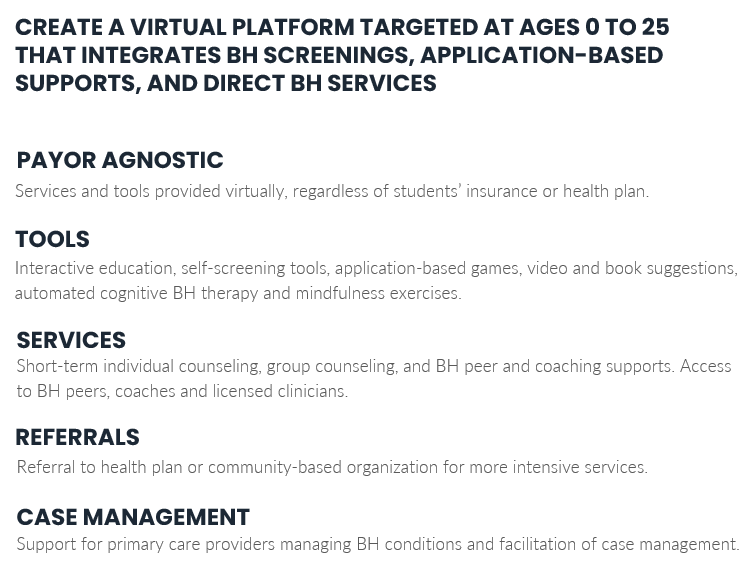 CREATE A VIRTUAL PLATFORM TARGETED AT AGES 0 TO 25
THAT INTEGRATES BH SCREENINGS, APPLICATION-BASED
SUPPORTS, AND DIRECT BH SERVICES
PAYOR AGNOSTIC
Services and tools provided virtually, regardless of students’ insurance or health plan.
TOOLS
Interactive education, self-screening tools, application-based games, video and book suggestions,
automated cognitive BH therapy and mindfulness exercises.
SERVICES
Short-term individual counseling, group counseling, and BH peer and coaching supports. Access
to BH peers, coaches and licensed clinicians.
REFERRALS
Referral to health plan or community-based organization for more intensive services.
CASE MANAGEMENT
Support for primary care providers managing BH conditions and facilitation of case management.